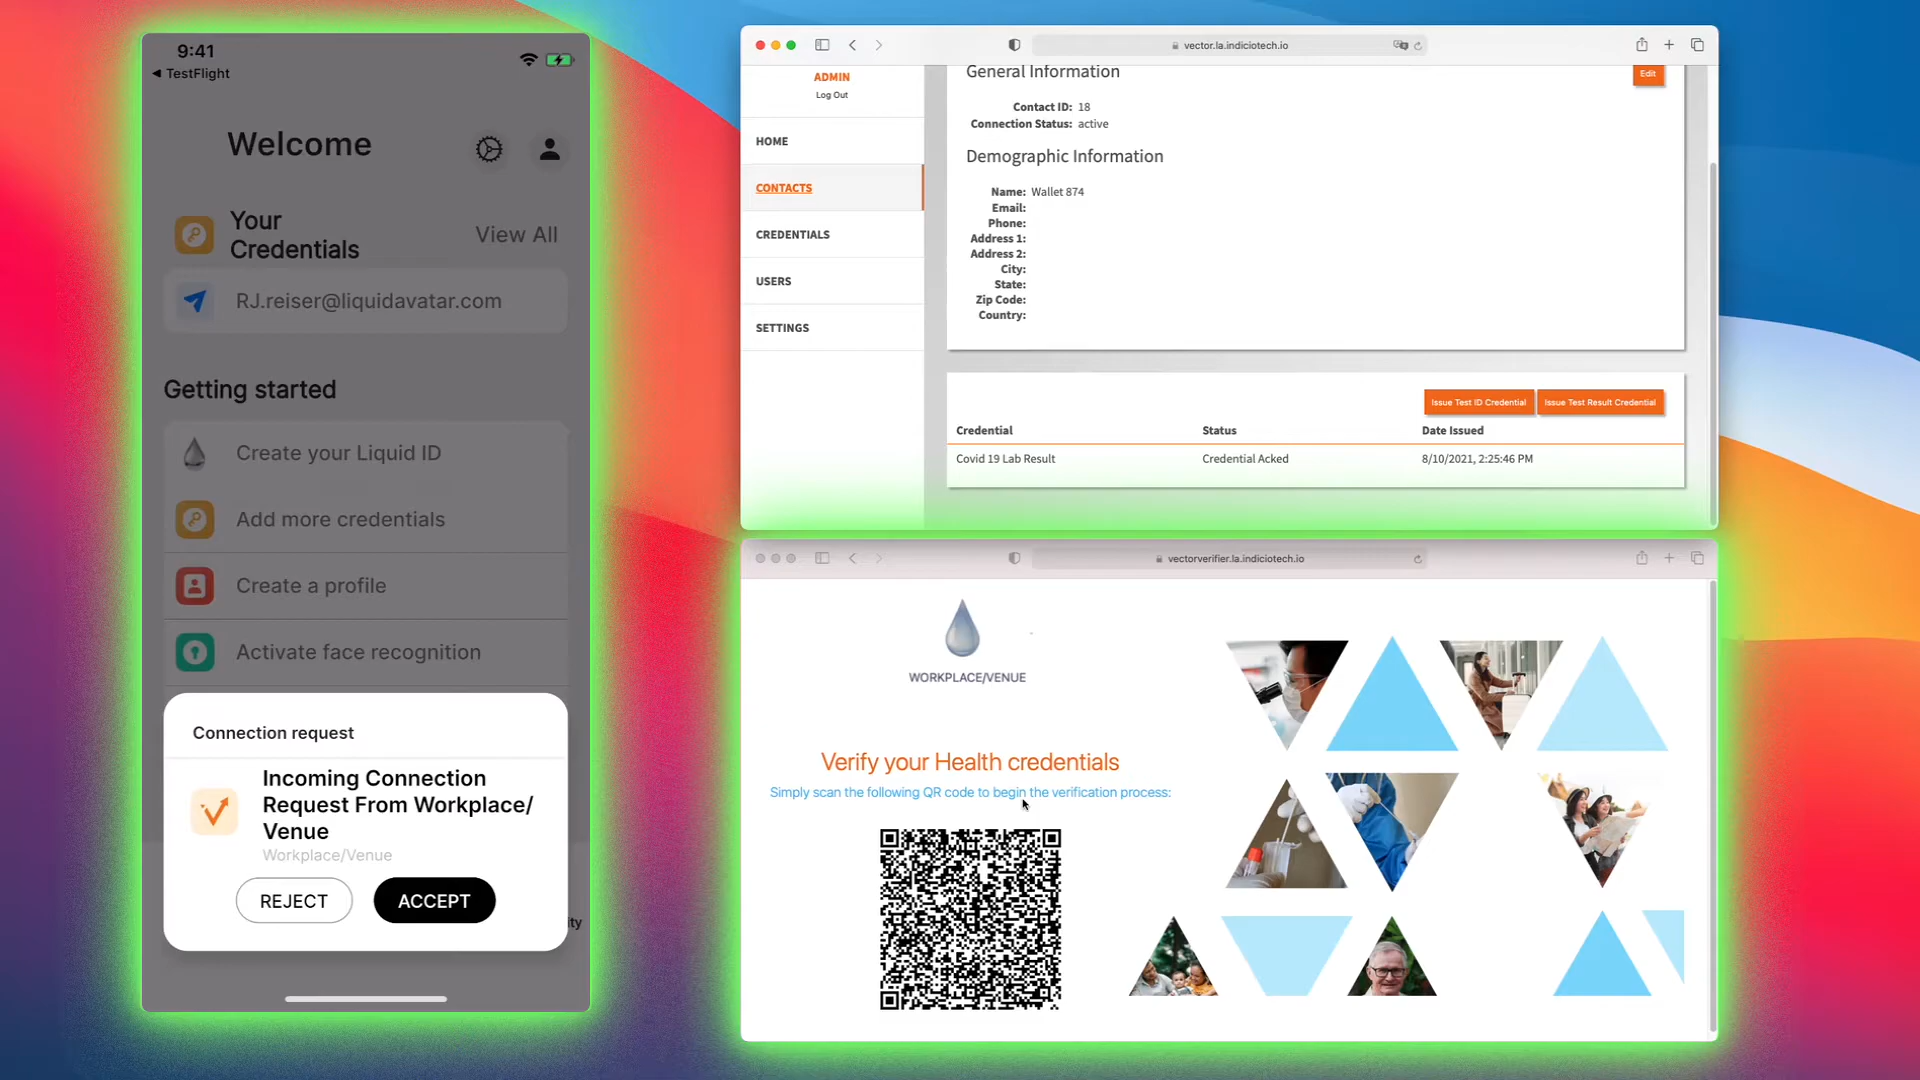 9:41
◀ TestFlight
Welcome
Your
Credentials
View All
RJ.reiser@liquidavatar.com
Getting started
Create your Liquid ID
Add more credentials
Create a profile
Activate face recognition
Connection request
Incoming Connection
Request From Workplace/
Venue
Workplace/Venue
REJECT
ACCEPT
vector.la.indiciotech.io
ADMIN
Log Out
HOME
CONTACTS
CREDENTIALS
USERS
SETTINGS
General Information
Edit
Contact ID: 18
Connection Status: active
Demographic Information
Name: Wallet 874
Email:
Phone:
Address 1:
Address 2:
City:
State:
Zip Code:
Country:
Issue Test ID Credential
Issue Test Result Credential
Credential Status Date Issued
Covid 19 Lab Result Credential Acked 8/10/2021, 2:25:46 PM
vectorverifier.la.indiciotech.io
WORKPLACE/VENUE
Verify your Health credentials
Simply scan the following QR code to begin the verification process: